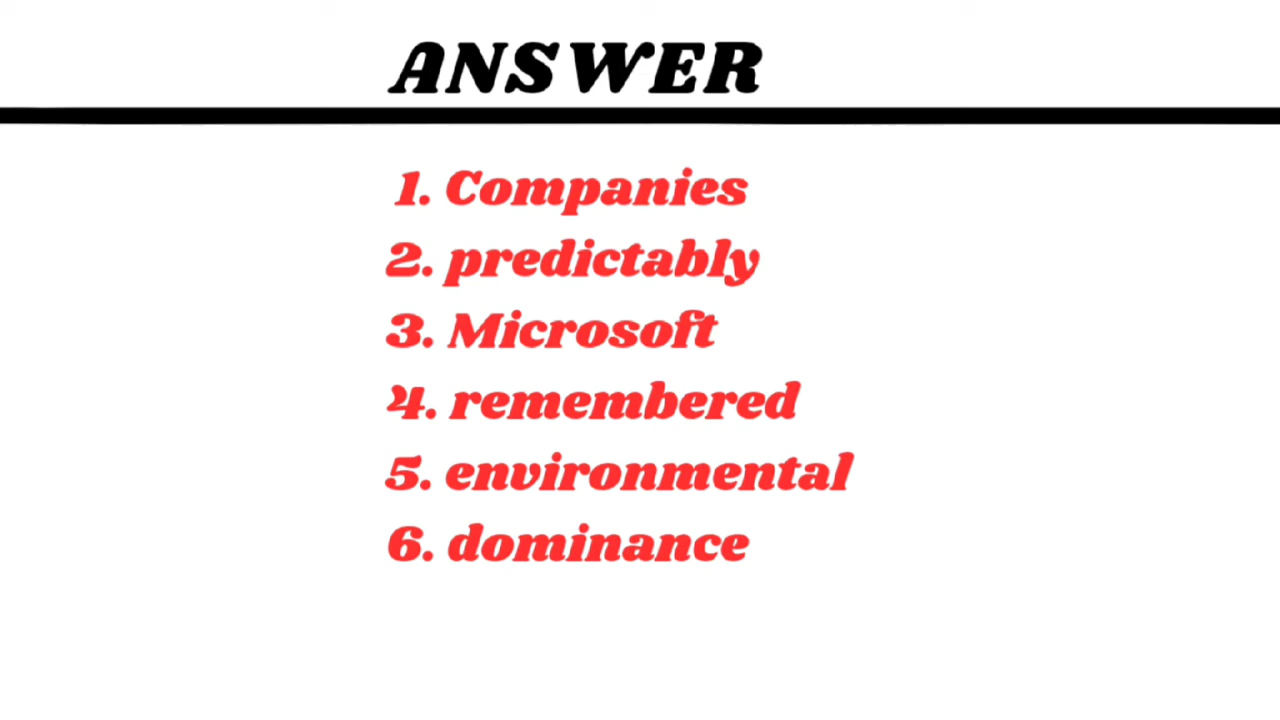 ANSWER
1. Companies
2. predictably
3. Microsoft
4. remembered
5. environmental
6. dominance